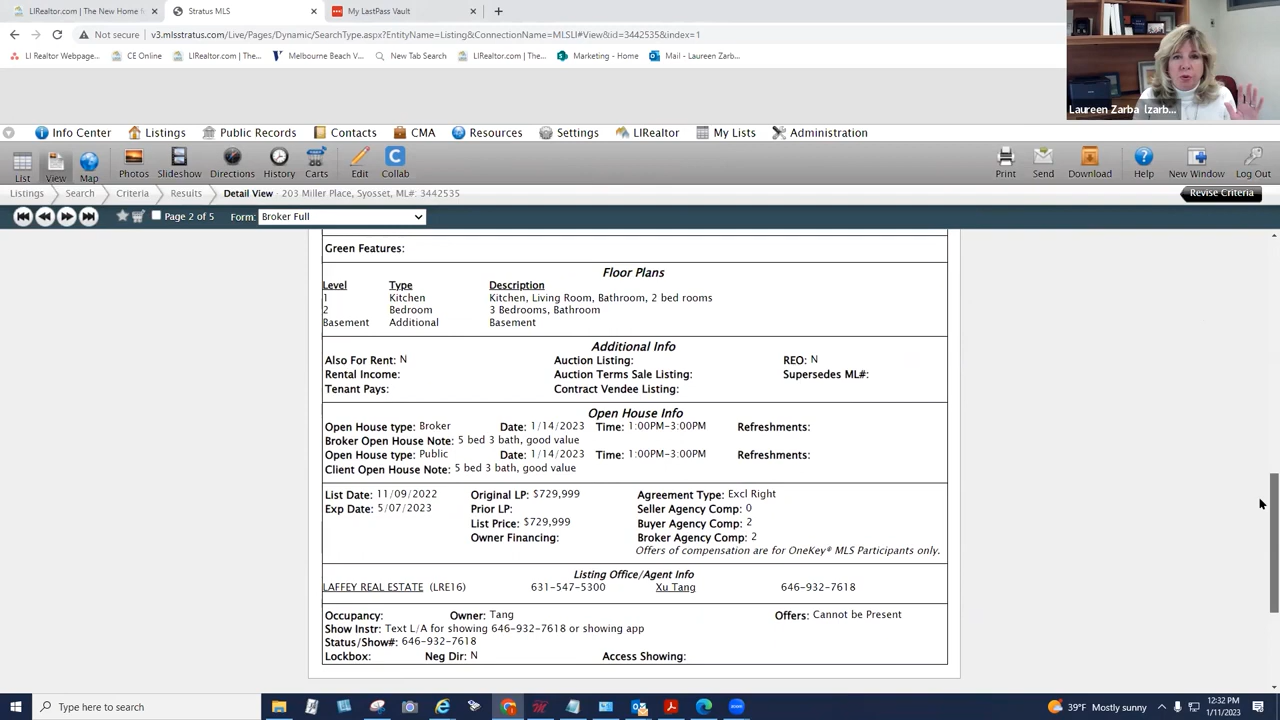 LIRealtor.com | The New Home f
Stratus MLS
My LastPass Vault
Not secure
v3.mlsstratus.com/Live/Pages/Dynamic/SearchType.aspx?EntityName=Listing&ConnectionName=MLSLI#View&id=3442535&index=1
LI Realtor Webpage...
CE Online
LIRealtor.com | The...
Melbourne Beach V...
New Tab Search
LIRealtor.com | The...
Marketing - Home
Mail - Laureen Zarb...
Laureen Zarba lzarb...
Info Center
Listings
Public Records
Contacts
CMA
Resources
Settings
LIRealtor
My Lists
Administration
List
View
Map
Photos
Slideshow
Directions
History
Carts
Edit
Collab
Print
Send
Download
Help
New Window
Log Out
Listings
Search
Criteria
Results
Detail View - 203 Miller Place, Syosset, ML#: 3442535
Revise Criteria
Page 2 of 5
Form: Broker Full
Green Features:
Floor Plans
Level Type Description
1 Kitchen Kitchen, Living Room, Bathroom, 2 bed rooms
2 Bedroom 3 Bedrooms, Bathroom
Basement Additional Basement
Additional Info
Also For Rent: N Auction Listing: REO: N
Rental Income: Auction Terms Sale Listing: Supersedes ML#:
Tenant Pays: Contract Vendee Listing:
Open House Info
Open House type: Broker Date: 1/14/2023 Time: 1:00PM-3:00PM Refreshments:
Broker Open House Note: 5 bed 3 bath, good value
Open House type: Public Date: 1/14/2023 Time: 1:00PM-3:00PM Refreshments:
Client Open House Note: 5 bed 3 bath, good value
List Date: 11/09/2022 Original LP: $729,999 Agreement Type: Excl Right
Exp Date: 5/07/2023 Prior LP: Seller Agency Comp: 0
List Price: $729,999 Buyer Agency Comp: 2
Owner Financing: Broker Agency Comp: 2
Offers of compensation are for OneKey® MLS Participants only.
Listing Office/Agent Info
LAFFEY REAL ESTATE (LRE16) 631-547-5300 Xu Tang 646-932-7618
Occupancy: Owner: Tang Offers: Cannot be Present
Show Instr: Text L/A for showing 646-932-7618 or showing app
Status/Show#: 646-932-7618
Lockbox: Neg Dir: N Access Showing:
Type here to search
39°F Mostly sunny
12:32 PM
1/11/2023